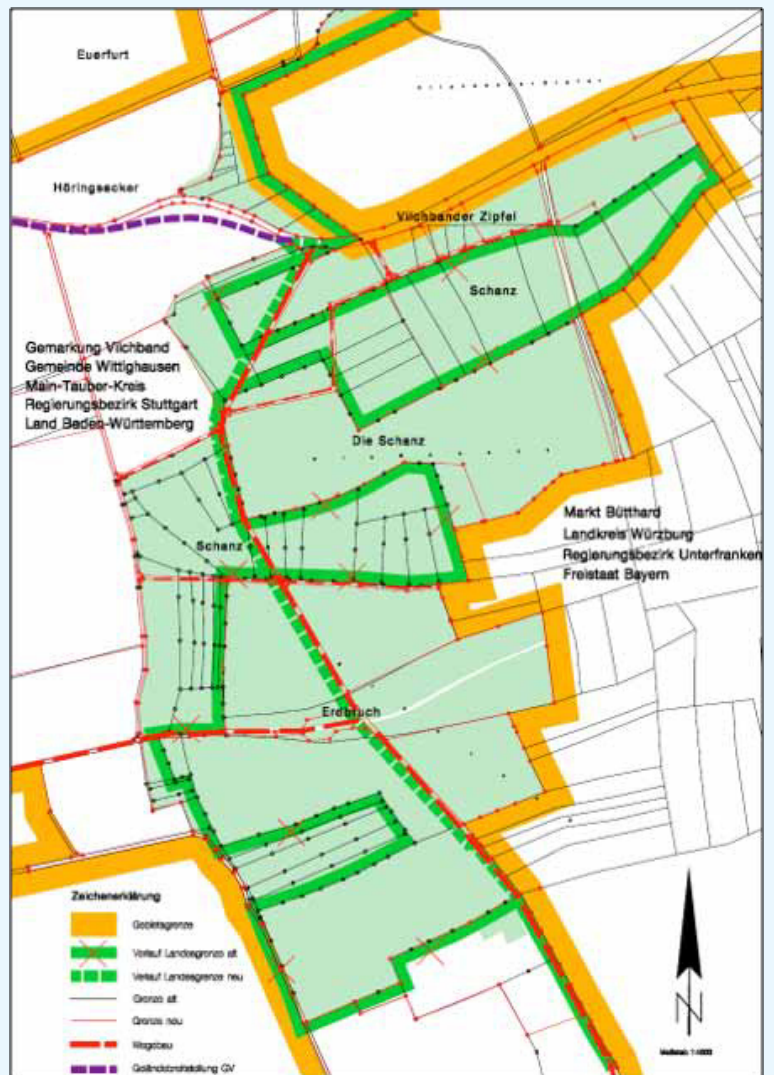 Euerfurt
Höringsäcker
Vilchbander Zipfel
Schanz
Gemarkung Vilchband
Gemeinde Wittighausen
Main-Tauber-Kreis
Regierungsbezirk Stuttgart
Land Baden-Württemberg
Die Schanz
Markt Bütthard
Landkreis Würzburg
Regierungsbezirk Unterfranken
Freistaat Bayern
Schanz
Erdbruch
Zeichenerklärung
Gebietsgrenze
Verlauf Landesgrenze alt
Verlauf Landesgrenze neu
Grenze alt
Grenze neu
Wegebau
N